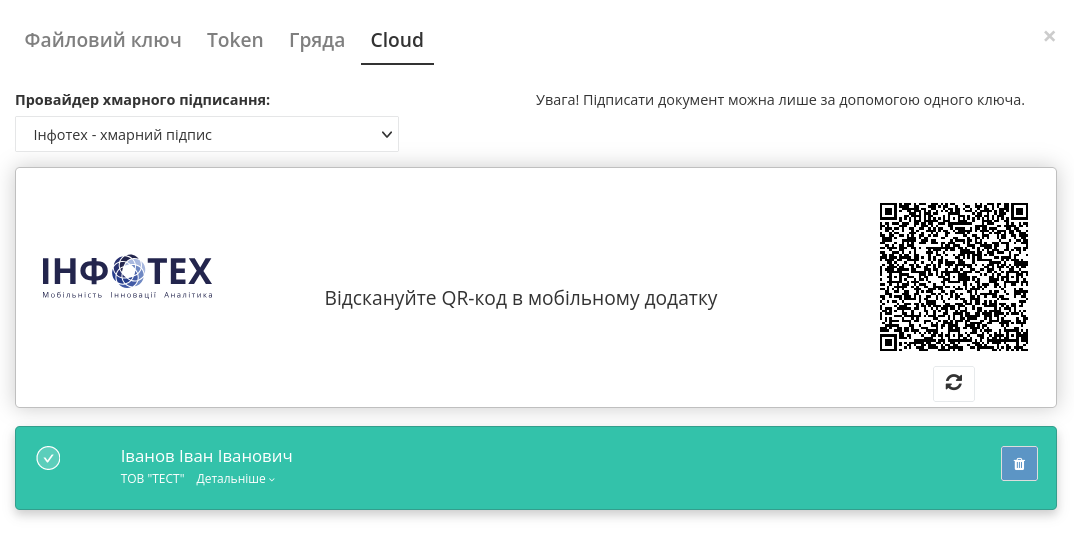 Файловий ключ Token Гряда Cloud ×
Провайдер хмарного підписання:
Увага! Підписати документ можна лише за допомогою одного ключа.
Інфотех - хмарний підпис
ІНФОТЕХ
Мобільність Інновації Аналітика
Відскануйте QR-код в мобільному додатку
Іванов Іван Іванович
ТОВ "ТЕСТ" Детальніше